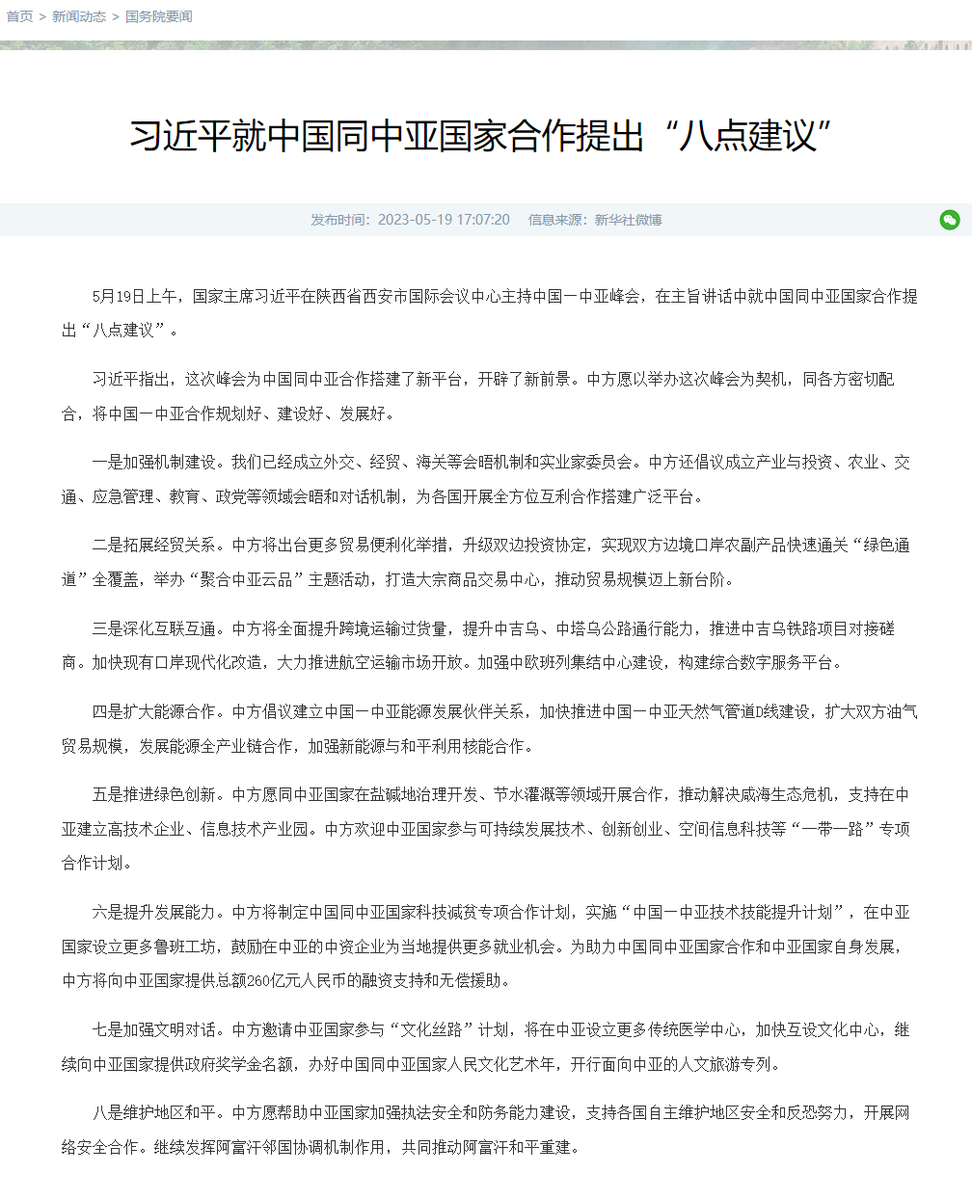 首页 > 新闻动态 > 国务院要闻
习近平就中国同中亚国家合作提出“八点建议”
发布时间：2023-05-19 17:07:20 信息来源：新华社微博
5月19日上午，国家主席习近平在陕西省西安市国际会议中心主持中国—中亚峰会，在主旨讲话中就中国同中亚国家合作提
出“八点建议”。
习近平指出，这次峰会为中国同中亚合作搭建了新平台，开辟了新前景。中方愿以举办这次峰会为契机，同各方密切配
合，将中国—中亚合作规划好、建设好、发展好。
一是加强机制建设。我们已经成立外交、经贸、海关等会晤机制和实业家委员会。中方还倡议成立产业与投资、农业、交
通、应急管理、教育、政党等领域会晤和对话机制，为各国开展全方位互利合作搭建广泛平台。
二是拓展经贸关系。中方将出台更多贸易便利化举措，升级双边投资协定，实现双方边境口岸农副产品快速通关“绿色通
道”全覆盖，举办“聚合中亚云品”主题活动，打造大宗商品交易中心，推动贸易规模迈上新台阶。
三是深化互联互通。中方将全面提升跨境运输过货量，提升中吉乌、中塔乌公路通行能力，推进中吉乌铁路项目对接磋
商。加快现有口岸现代化改造，大力推进航空运输市场开放。加强中欧班列集结中心建设，构建综合数字服务平台。
四是扩大能源合作。中方倡议建立中国—中亚能源发展伙伴关系，加快推进中国—中亚天然气管道D线建设，扩大双方油气
贸易规模，发展能源全产业链合作，加强新能源与和平利用核能合作。
五是推进绿色创新。中方愿同中亚国家在盐碱地治理开发、节水灌溉等领域开展合作，推动解决咸海生态危机，支持在中
亚建立高技术企业、信息技术产业园。中方欢迎中亚国家参与可持续发展技术、创新创业、空间信息科技等“一带一路”专项
合作计划。
六是提升发展能力。中方将制定中国同中亚国家科技减贫专项合作计划，实施“中国—中亚技术技能提升计划”，在中亚
国家设立更多鲁班工坊，鼓励在中亚的中资企业为当地提供更多就业机会。为助力中国同中亚国家合作和中亚国家自身发展，
中方将向中亚国家提供总额260亿元人民币的融资支持和无偿援助。
七是加强文明对话。中方邀请中亚国家参与“文化丝路”计划，将在中亚设立更多传统医学中心，加快互设文化中心，继
续向中亚国家提供政府奖学金名额，办好中国同中亚国家人民文化艺术年，开行面向中亚的人文旅游专列。
八是维护地区和平。中方愿帮助中亚国家加强执法安全和防务能力建设，支持各国自主维护地区安全和反恐努力，开展网
络安全合作。继续发挥阿富汗邻国协调机制作用，共同推动阿富汗和平重建。